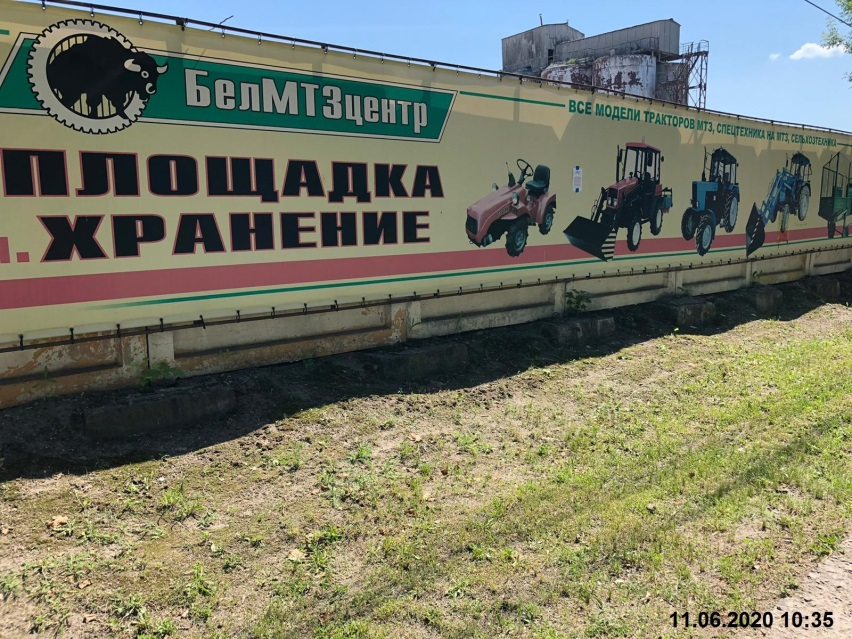 БелМТЗцентр
ПЛОЩАДКА
ХРАНЕНИЕ
ВСЕ МОДЕЛИ ТРАКТОРОВ МТЗ, СПЕЦТЕХНИКА НА МТЗ, СЕЛЬХОЗТЕХНИКА
11.06.2020 10:35